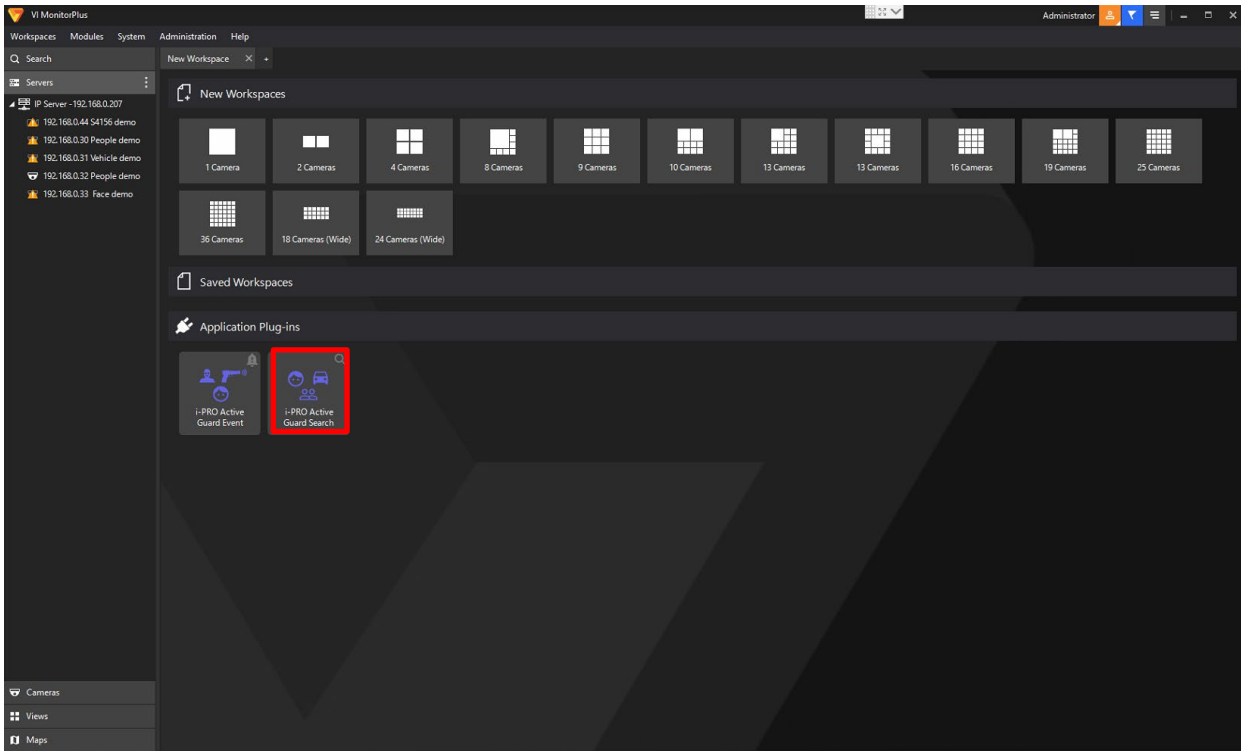 VI MonitorPlus
Administrator
Workspaces Modules System Administration Help
Search
New Workspace
Servers
New Workspaces
IP Server -192.168.0.207
192.168.0.44 S4156 demo
192.168.0.30 People demo
192.168.0.31 Vehicle demo
192.168.0.32 People demo
192.168.0.33 Face demo
1 Camera
2 Cameras
4 Cameras
8 Cameras
9 Cameras
10 Cameras
13 Cameras
13 Cameras
16 Cameras
19 Cameras
25 Cameras
36 Cameras
18 Cameras (Wide)
24 Cameras (Wide)
Saved Workspaces
Application Plug-ins
i-PRO Active
Guard Event
i-PRO Active
Guard Search
Cameras
Views
Maps